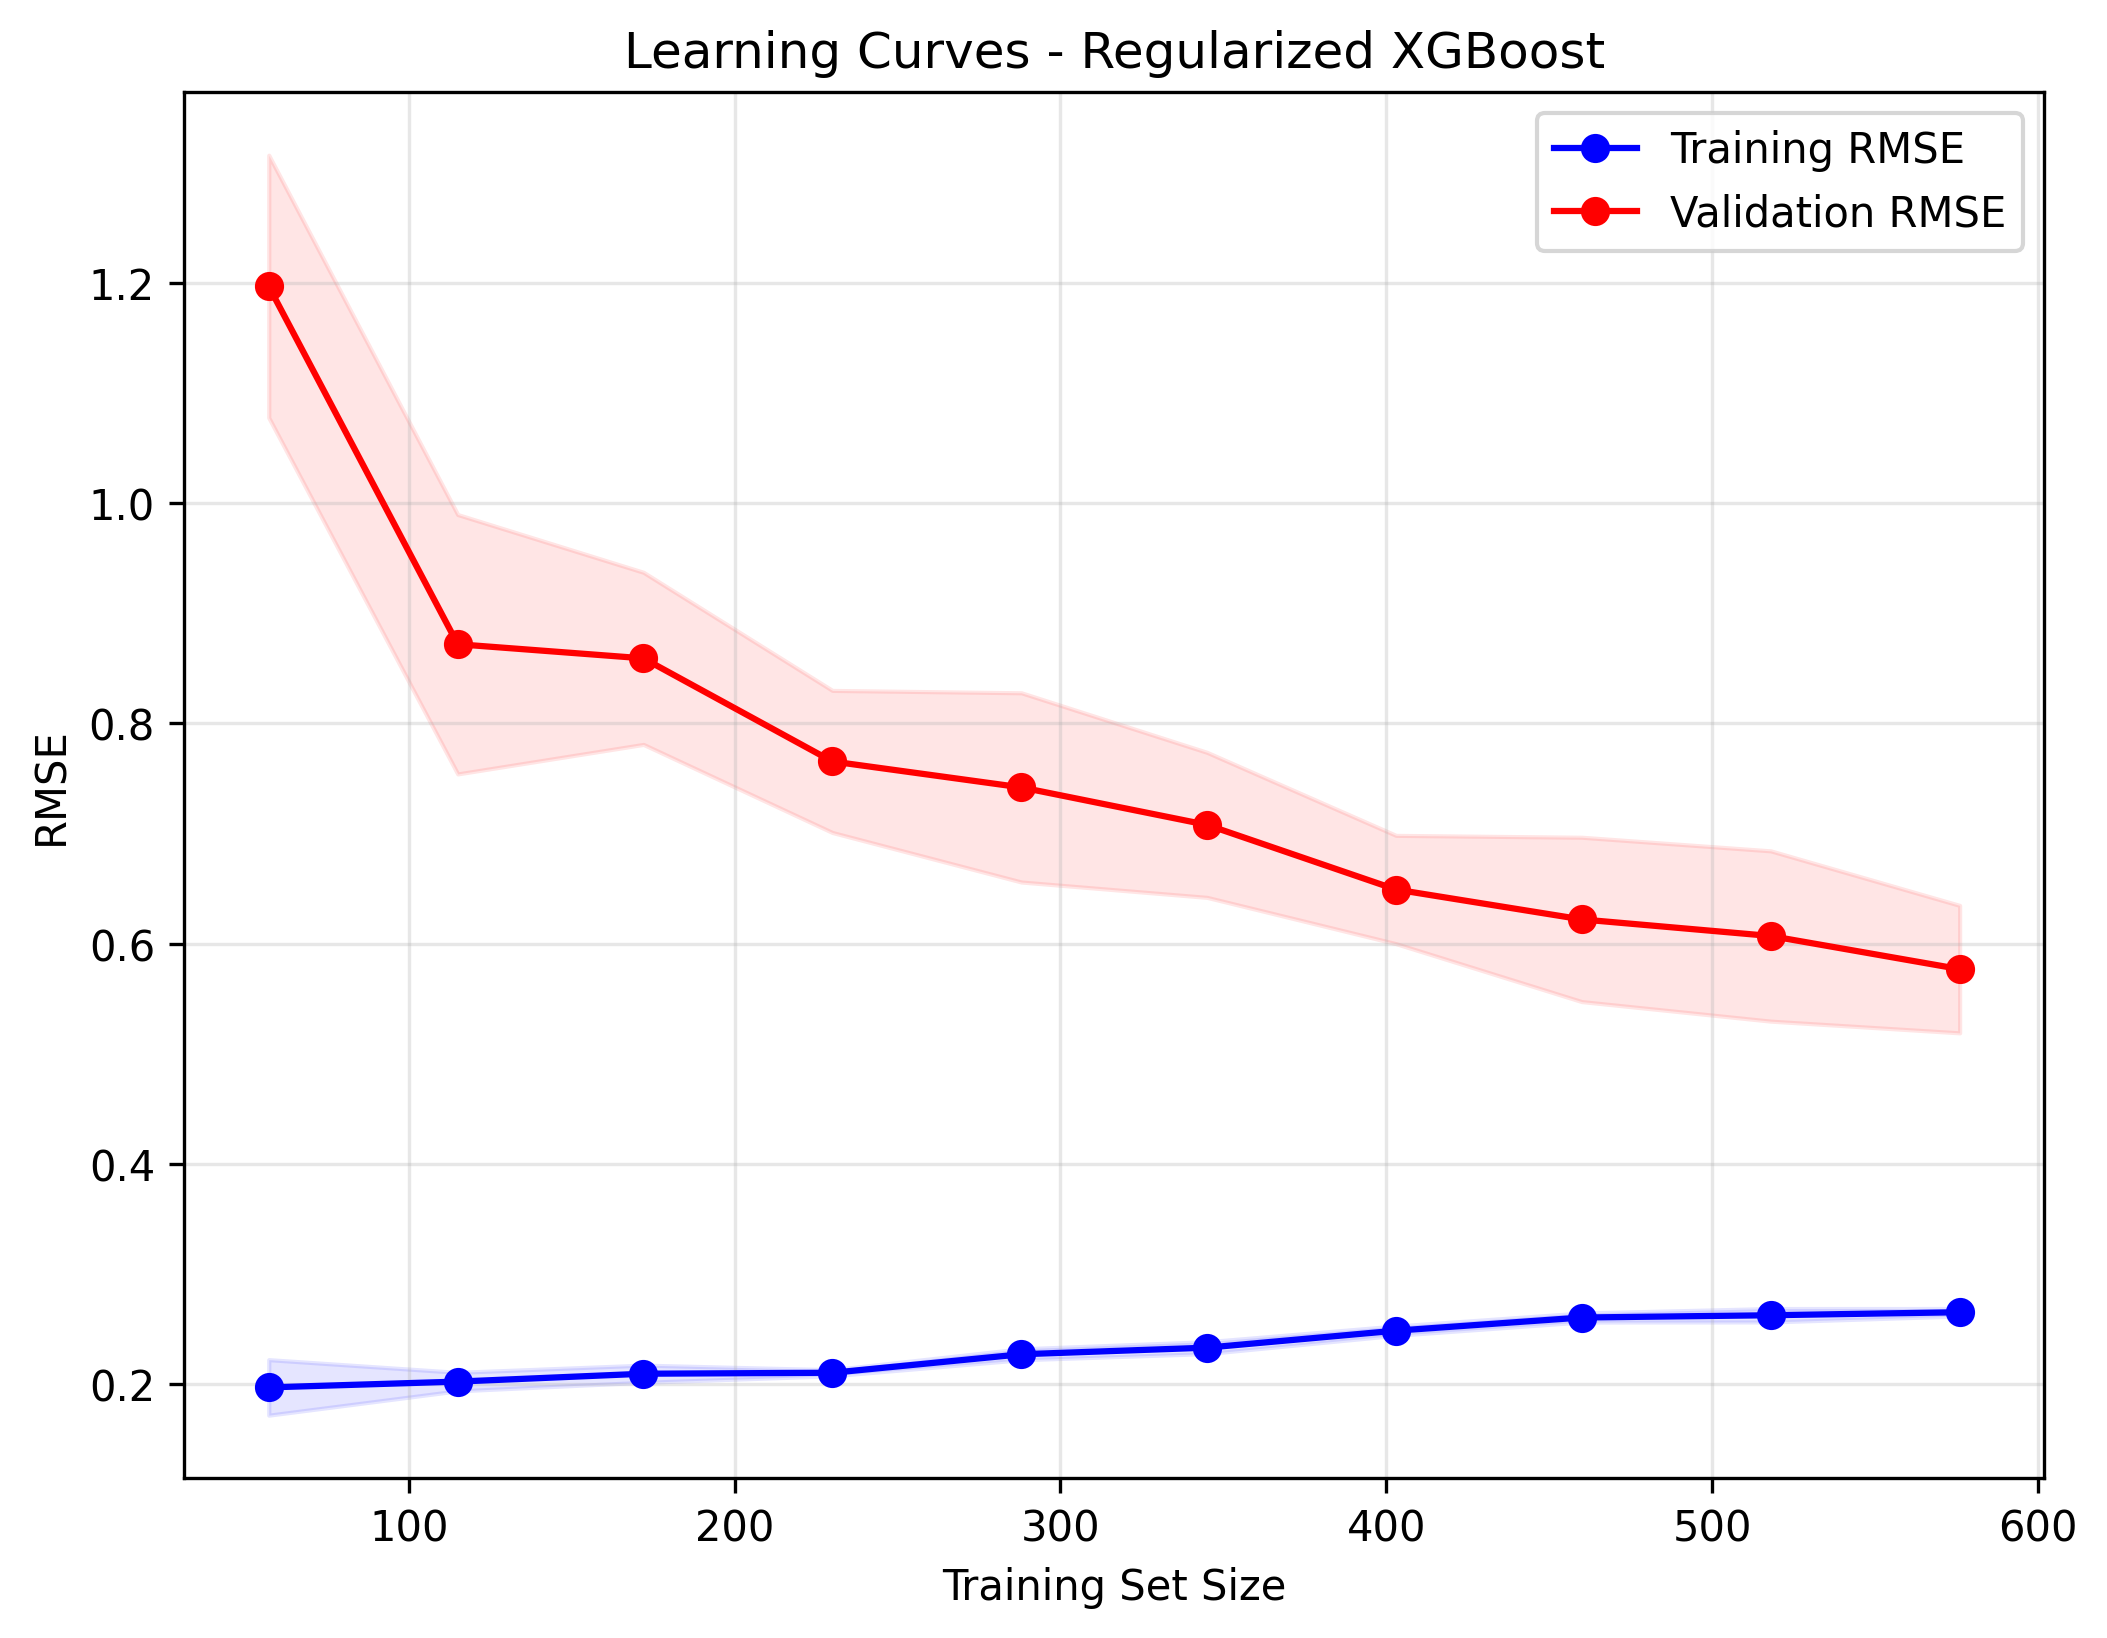 Learning Curves - Regularized XGBoost
Training RMSE
Validation RMSE
1.2
1.0
0.8
0.6
0.4
0.2
RMSE
100 200 300 400 500 600
Training Set Size